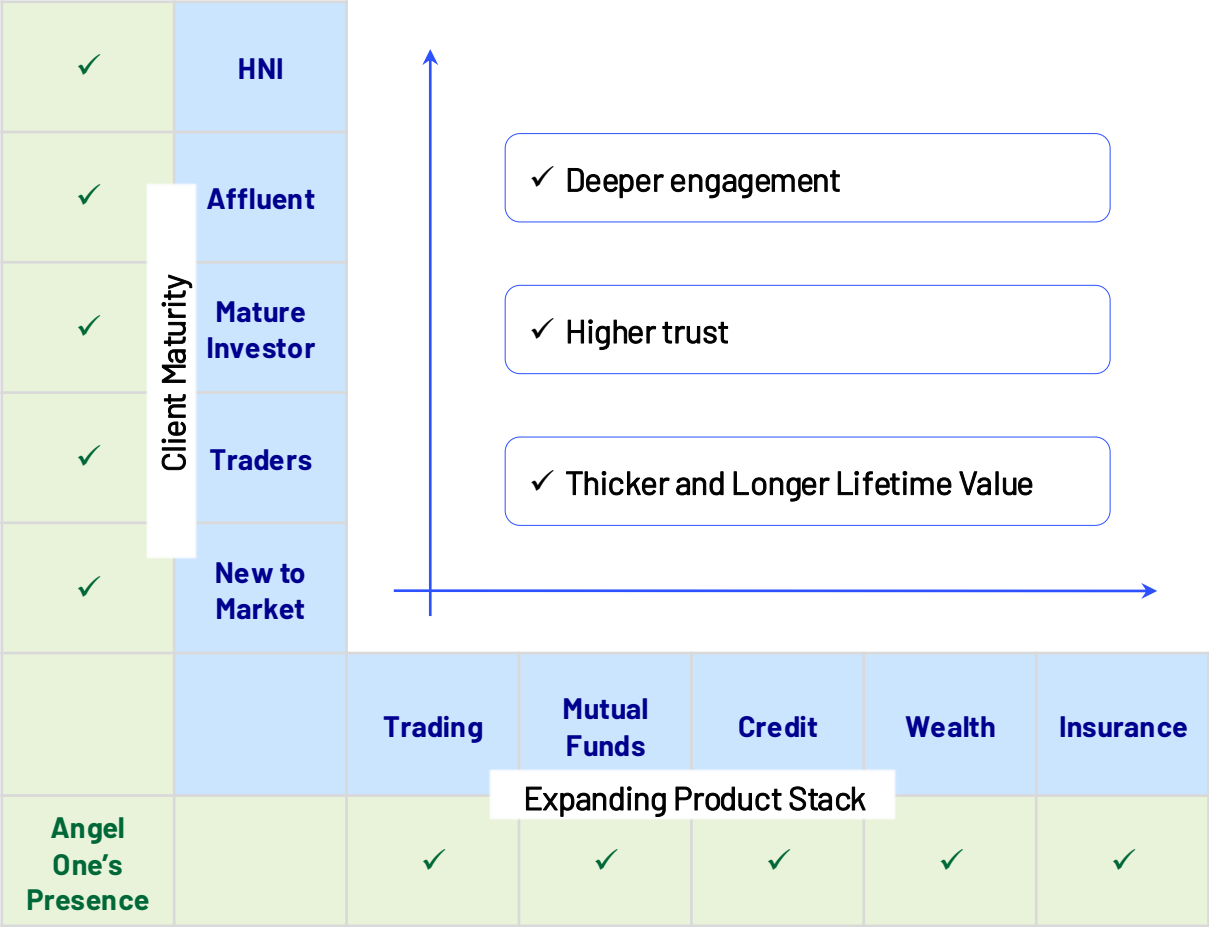 ✓ HNI
✓ Affluent
✓ Mature
Investor
✓ Traders
✓ New to
Market
Client Maturity
✓ Deeper engagement
✓ Higher trust
✓ Thicker and Longer Lifetime Value
Trading
Mutual
Funds
Credit
Wealth
Insurance
Expanding Product Stack
Angel
One’s
Presence
✓ ✓ ✓ ✓ ✓